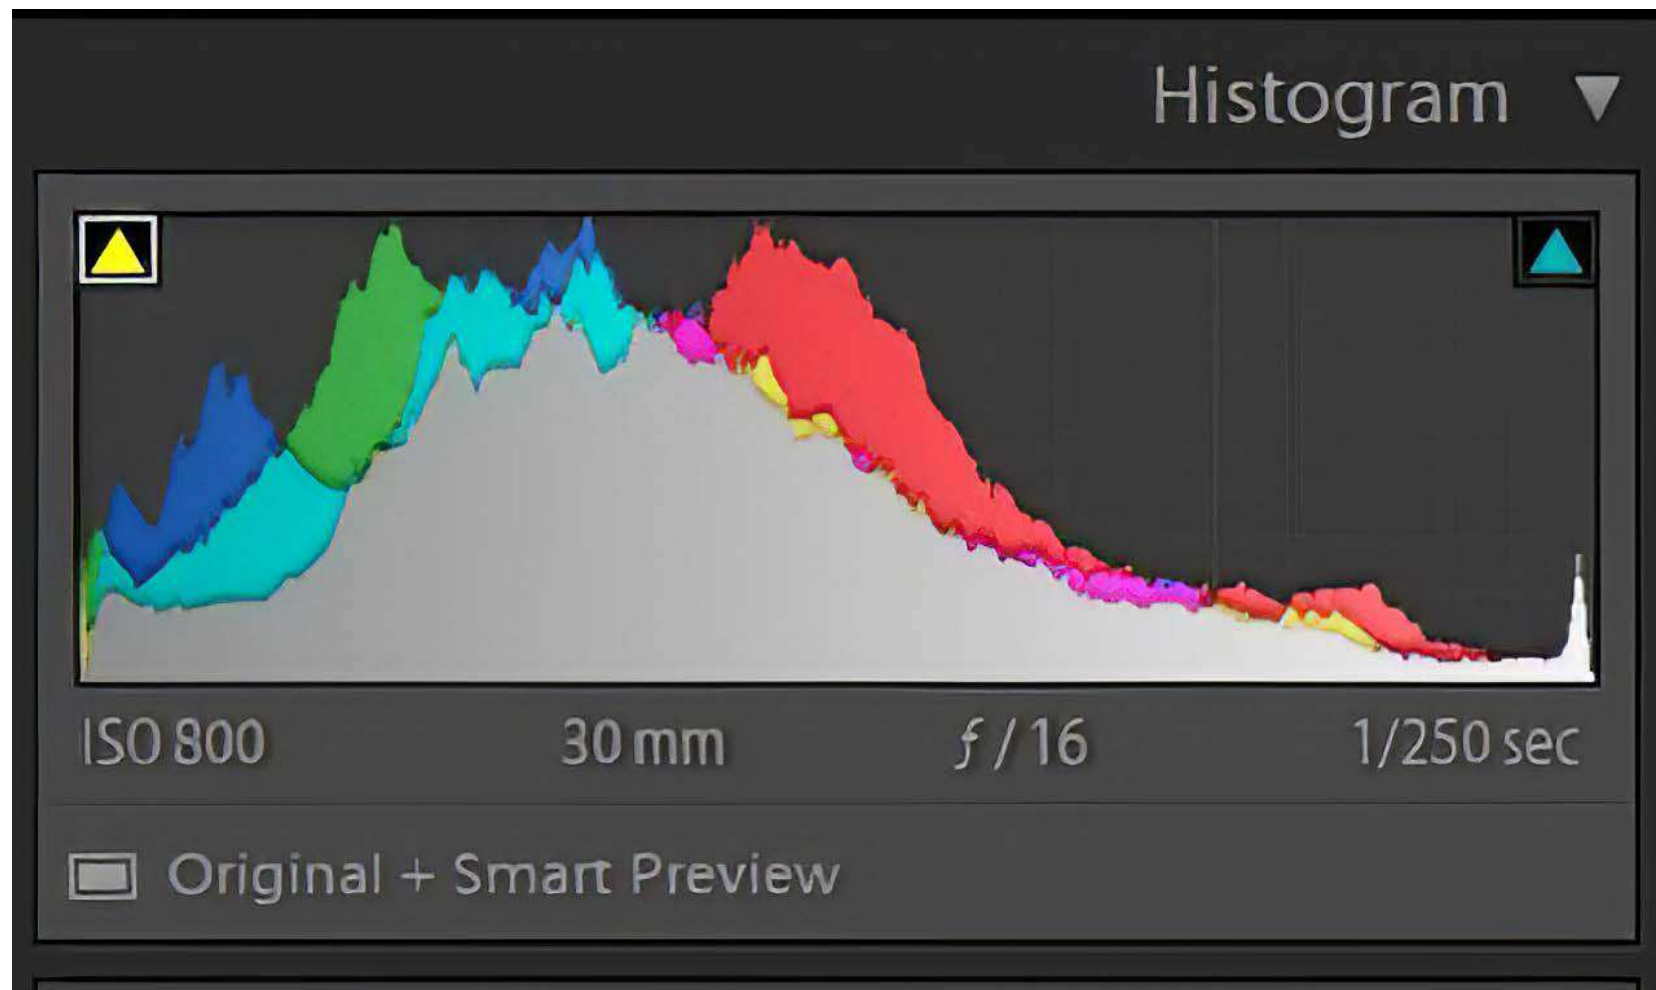 Histogram
ISO 800 30 mm ƒ / 16 1/250 sec
Original + Smart Preview